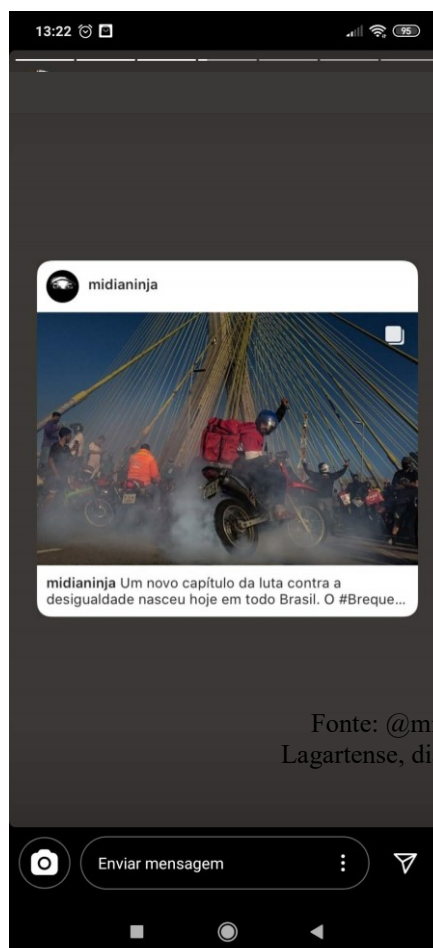 13:22
95
midianinja
midianinja Um novo capítulo da luta contra a
desigualdade nasceu hoje em todo Brasil. O #Breque...
Fonte: @m
Lagartense, di
Enviar mensagem